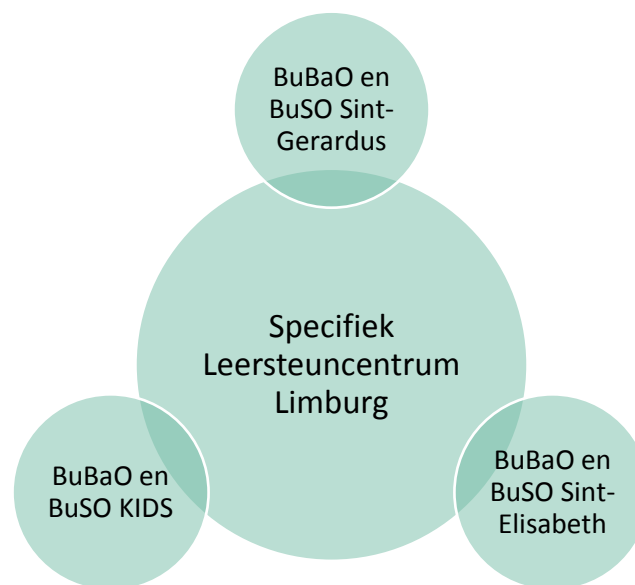 BuBaO en
BuSO Sint-
Gerardus
Specifiek
Leersteuncentrum
Limburg
BuBaO en
BuSO KIDS
BuBaO en
BuSO Sint-
Elisabeth